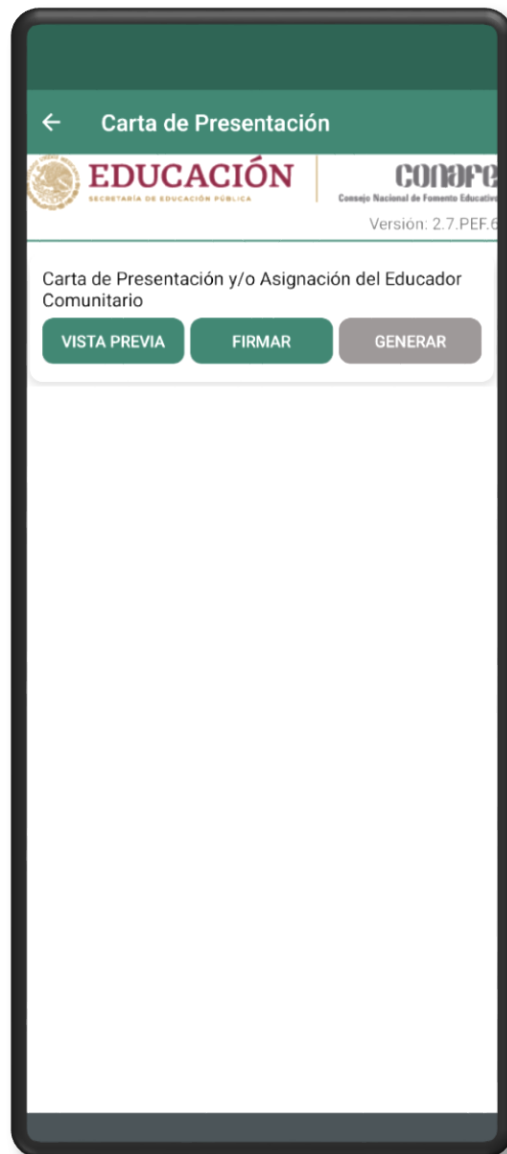 Carta de Presentación
EDUCACIÓN
SECRETARÍA DE EDUCACIÓN PÚBLICA
CONAFE
Consejo Nacional de Fomento Educativo
Versión: 2.7.PEF.6
Carta de Presentación y/o Asignación del Educador
Comunitario
VISTA PREVIA
FIRMAR
GENERAR